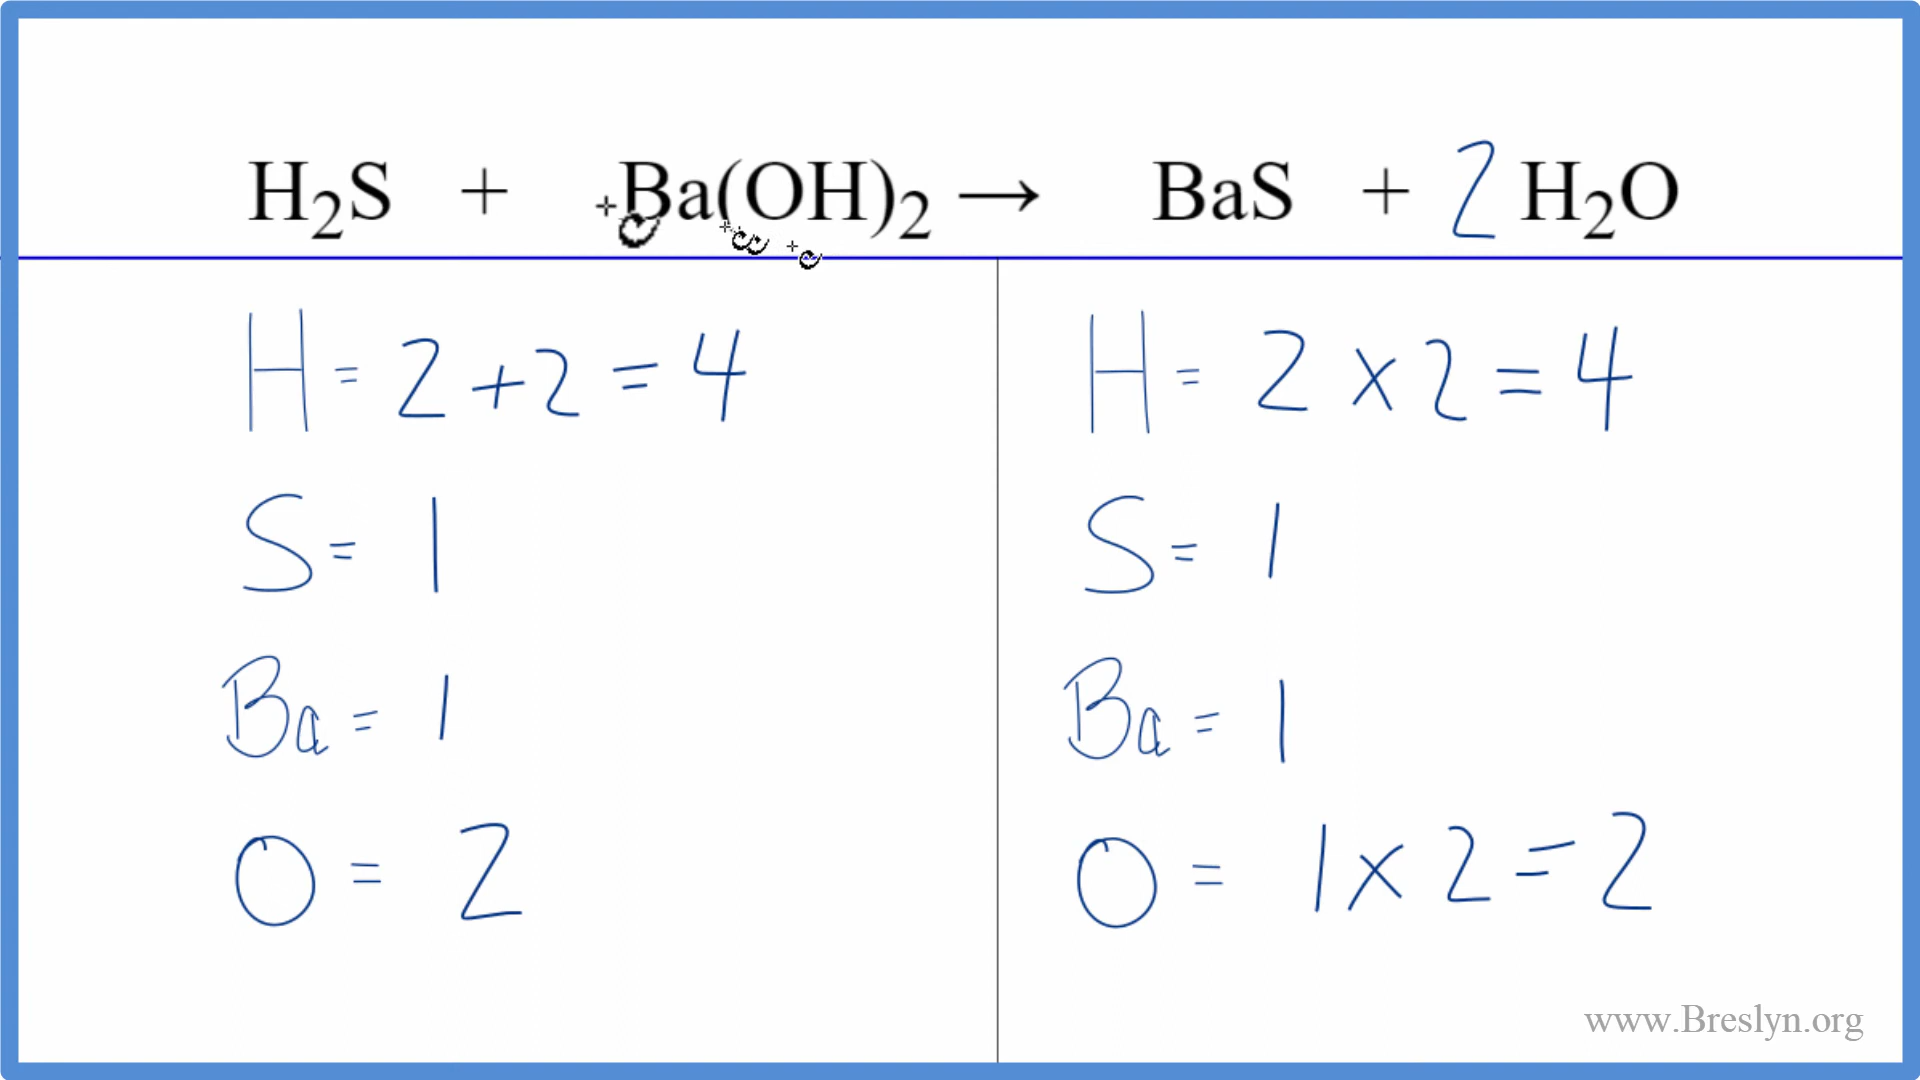 H₂S + Ba(OH)₂ → BaS + 2 H₂O
H = 2 + 2 = 4
S = 1
Ba = 1
O = 2
H = 2 x 2 = 4
S = 1
Ba = 1
O = 1 x 2 = 2
www.Breslyn.org